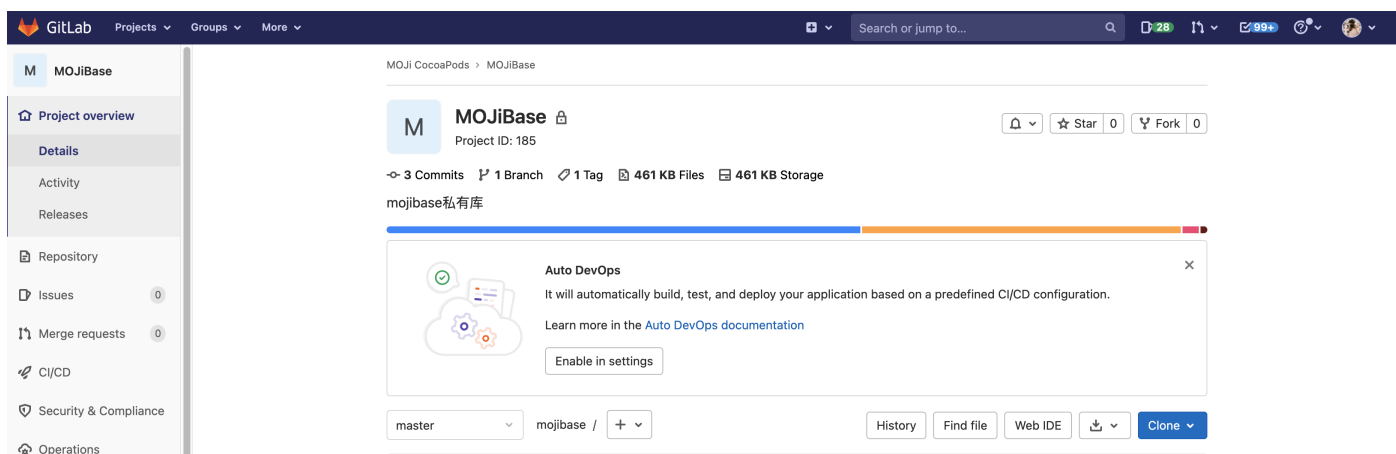 GitLab Projects Groups More Search or jump to... 28 99+
M MOJiBase
Project overview
Details
Activity
Releases
Repository
Issues 0
Merge requests 0
CI/CD
Security & Compliance
Operations
MOJi CocoaPods > MOJiBase
M MOJiBase
Project ID: 185
Star 0 Fork 0
3 Commits 1 Branch 1 Tag 461 KB Files 461 KB Storage
mojibase私有库
Auto DevOps
It will automatically build, test, and deploy your application based on a predefined CI/CD configuration.
Learn more in the Auto DevOps documentation
Enable in settings
master mojibase / + History Find file Web IDE Clone